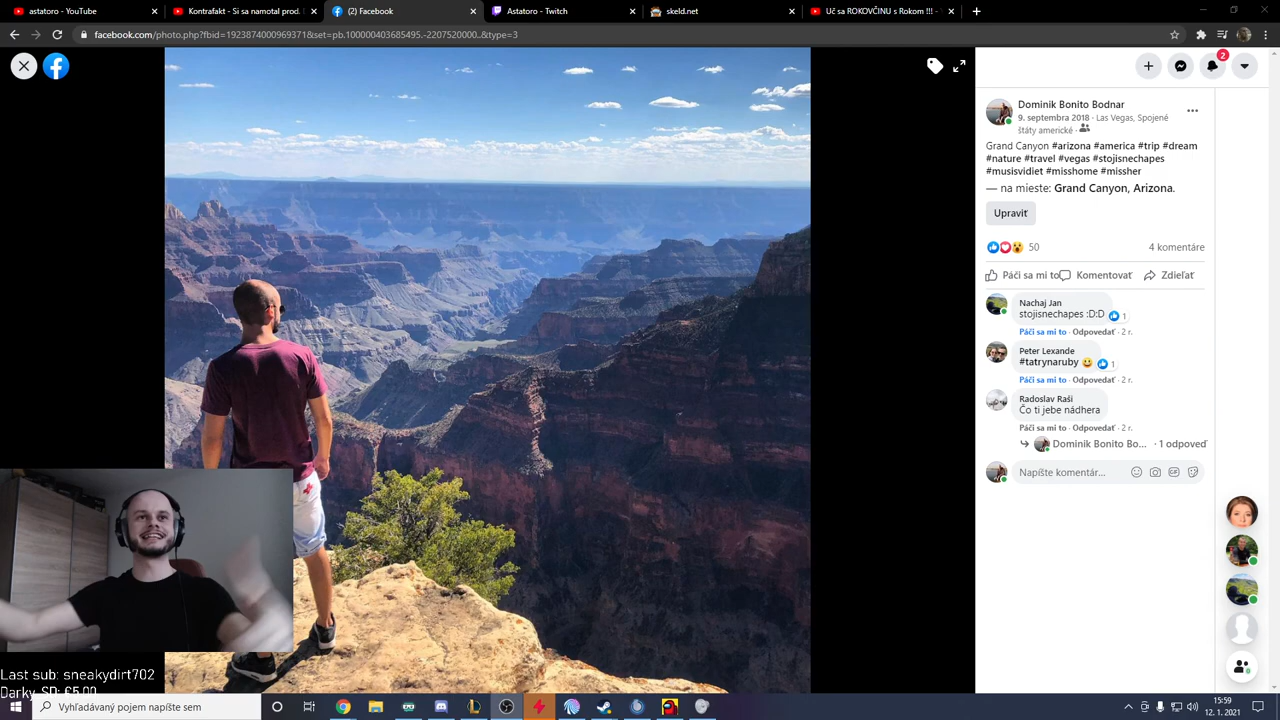 astatoro - YouTube
Kontrafakt - Si sa namotal prod.
(2) Facebook
Astatoro - Twitch
skeld.net
Uč sa ROKOVČINU s Rokom !!! -
facebook.com/photo.php?fbid=1923874000969371&set=pb.100000403685495.-2207520000..&type=3
2
Dominik Bonito Bodnar
9. septembra 2018 · Las Vegas, Spojené
štáty americké ·
Grand Canyon #arizona #america #trip #dream
#nature #travel #vegas #stojisnechapes
#musisvidiet #misshome #missher
— na mieste: Grand Canyon, Arizona.
Upraviť
50
4 komentáre
Páči sa mi to
Komentovať
Zdieľať
Nachaj Jan
stojisnechapes :D:D
1
Páči sa mi to · Odpovedať · 2 r.
Peter Lexande
#tatrynaruby
1
Páči sa mi to · Odpovedať · 2 r.
Radoslav Raši
Čo ti jebe nádhera
Páči sa mi to · Odpovedať · 2 r.
Dominik Bonito Bo... · 1 odpoveď
Napíšte komentár...
Last sub: sneakydirt702
Darky SD: €5.00
Vyhľadávaný pojem napíšte sem
15:59
12. 1. 2021